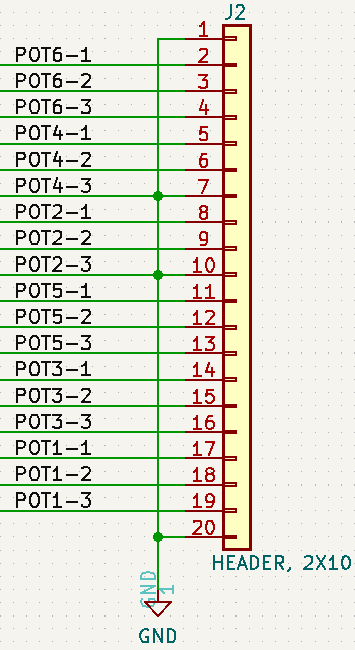 J2
1
POT6-1 2
POT6-2 3
POT6-3 4
POT4-1 5
POT4-2 6
POT4-3 7
POT2-1 8
POT2-2 9
POT2-3 10
POT5-1 11
POT5-2 12
POT5-3 13
POT3-1 14
POT3-2 15
POT3-3 16
POT1-1 17
POT1-2 18
POT1-3 19
20
HEADER, 2X10
GND 1
GND